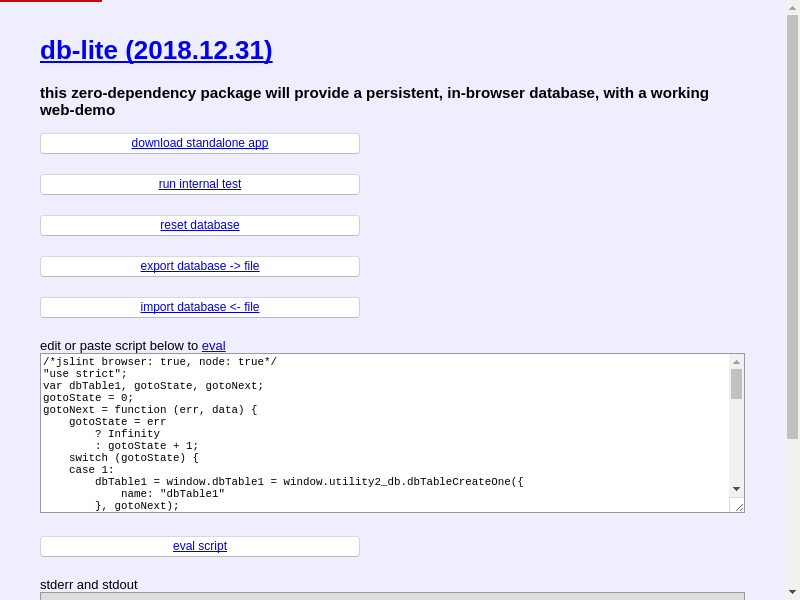 db-lite (2018.12.31)
this zero-dependency package will provide a persistent, in-browser database, with a working
web-demo
download standalone app
run internal test
reset database
export database -> file
import database <- file
edit or paste script below to eval
/*jslint browser: true, node: true*/
"use strict";
var dbTable1, gotoState, gotoNext;
gotoState = 0;
gotoNext = function (err, data) {
    gotoState = err
        ? Infinity
        : gotoState + 1;
    switch (gotoState) {
    case 1:
        dbTable1 = window.dbTable1 = window.utility2_db.dbTableCreateOne({
            name: "dbTable1"
        }, gotoNext);
eval script
stderr and stdout